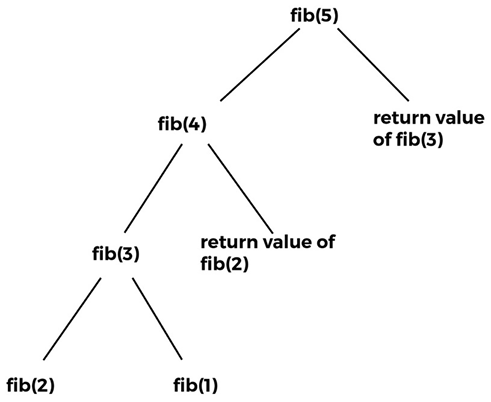 fib(5)
fib(4)
return value
of fib(3)
fib(3)
return value of
fib(2)
fib(2)
fib(1)